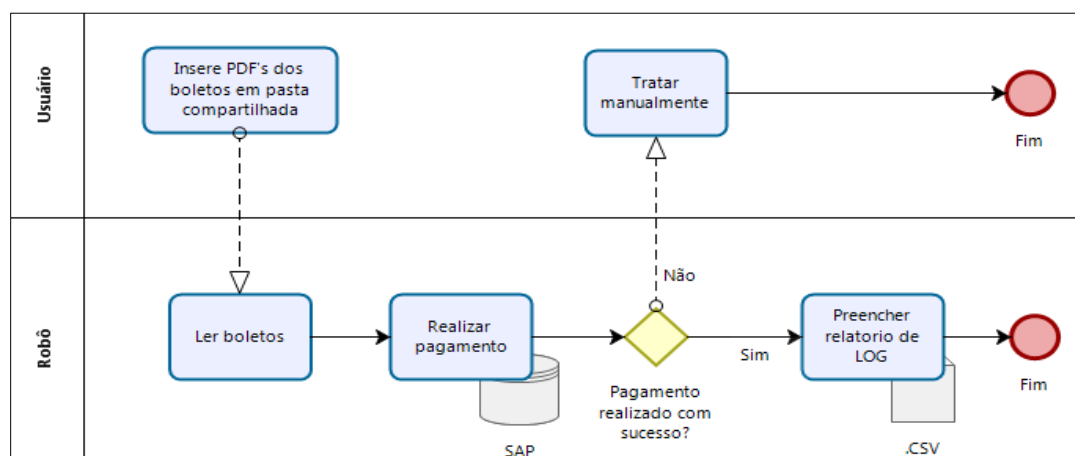 Usuário
Insere PDF's dos
boletos em pasta
compartilhada
Tratar
manualmente
Fim
Robô
Ler boletos
Realizar
pagamento
SAP
Não
Pagamento
realizado com
sucesso?
Sim
Preencher
relatorio de
LOG
.CSV
Fim